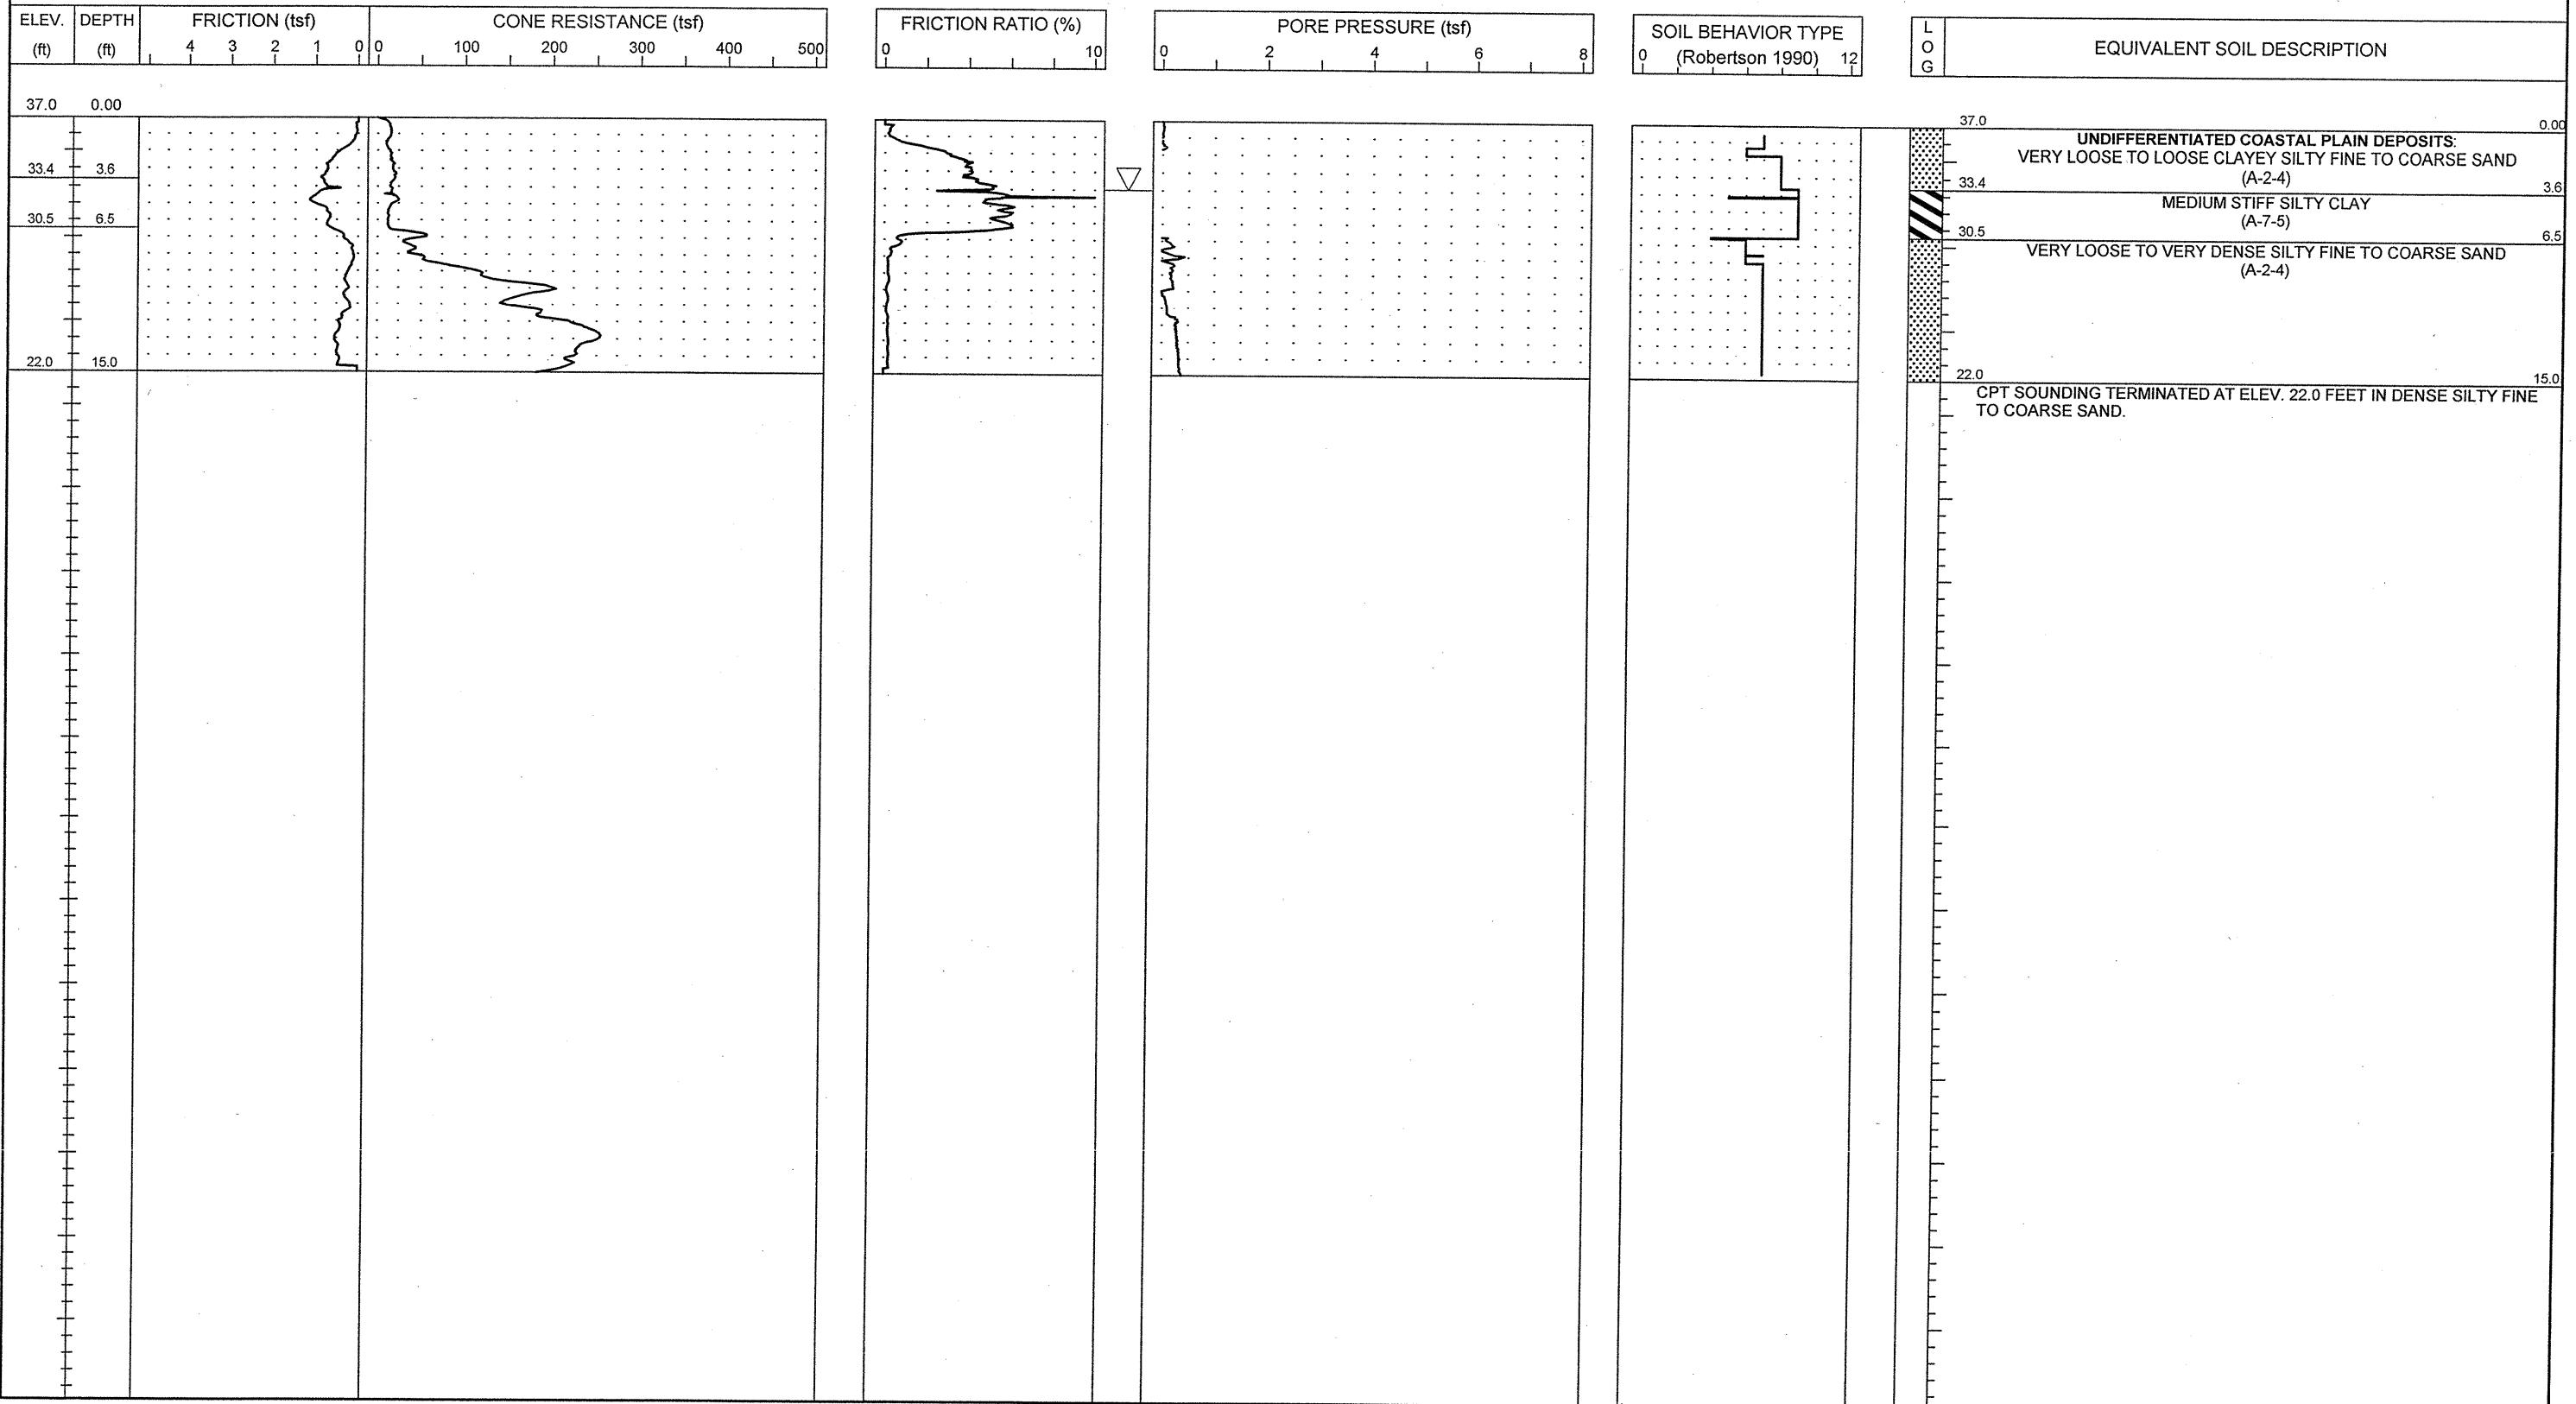 ELEV.
(ft)
DEPTH
(ft)
FRICTION (tsf)
4 3 2 1 0
CONE RESISTANCE (tsf)
0 100 200 300 400 500
FRICTION RATIO (%)
0 10
PORE PRESSURE (tsf)
0 2 4 6 8
SOIL BEHAVIOR TYPE
(Robertson 1990)
0 12
L
O
G
EQUIVALENT SOIL DESCRIPTION
37.0 0.00
33.4 3.6
30.5 6.5
22.0 15.0
37.0 0.00
UNDIFFERENTIATED COASTAL PLAIN DEPOSITS:
VERY LOOSE TO LOOSE CLAYEY SILTY FINE TO COARSE SAND
(A-2-4)
33.4 3.6
MEDIUM STIFF SILTY CLAY
(A-7-5)
30.5 6.5
VERY LOOSE TO VERY DENSE SILTY FINE TO COARSE SAND
(A-2-4)
22.0 15.0
CPT SOUNDING TERMINATED AT ELEV. 22.0 FEET IN DENSE SILTY FINE
TO COARSE SAND.